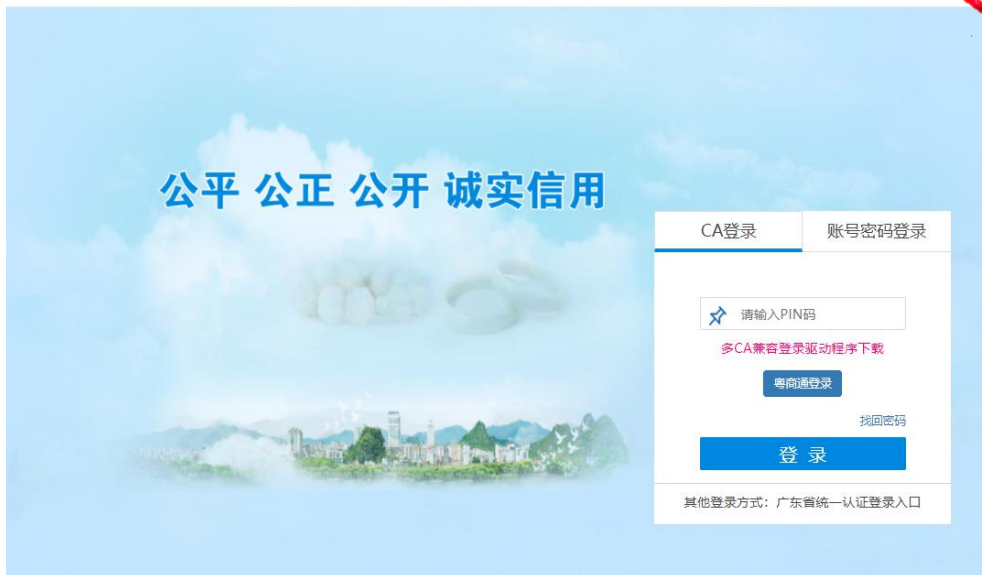 公平 公正 公开 诚实信用
CA登录 账号密码登录
请输入PIN码
多CA兼容登录驱动程序下载
粤商通登录
找回密码
登 录
其他登录方式：广东省统一认证登录入口